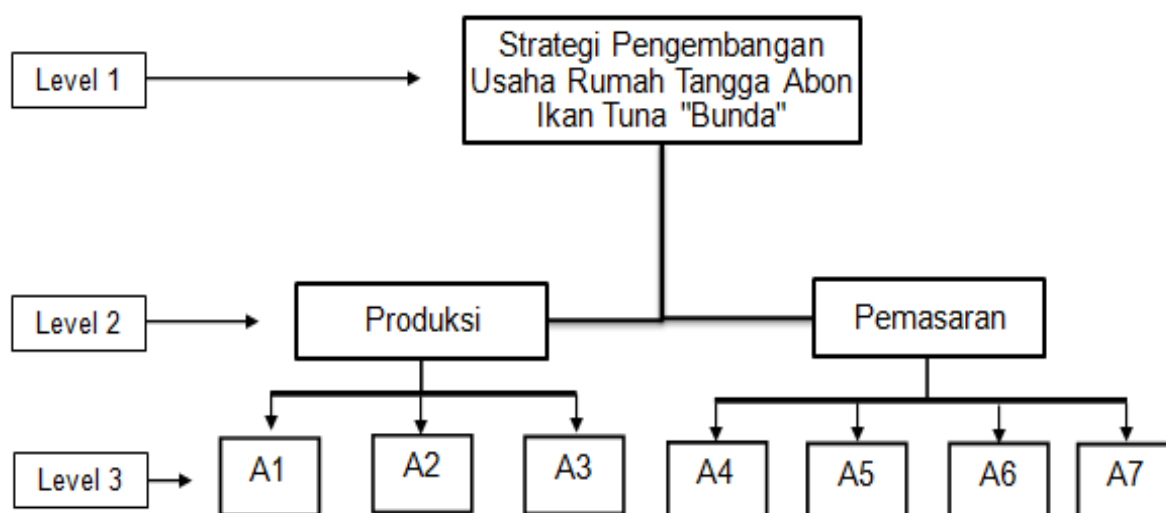 Level 1
Strategi Pengembangan
Usaha Rumah Tangga Abon
Ikan Tuna "Bunda"
Level 2
Produksi
Pemasaran
Level 3
A1
A2
A3
A4
A5
A6
A7